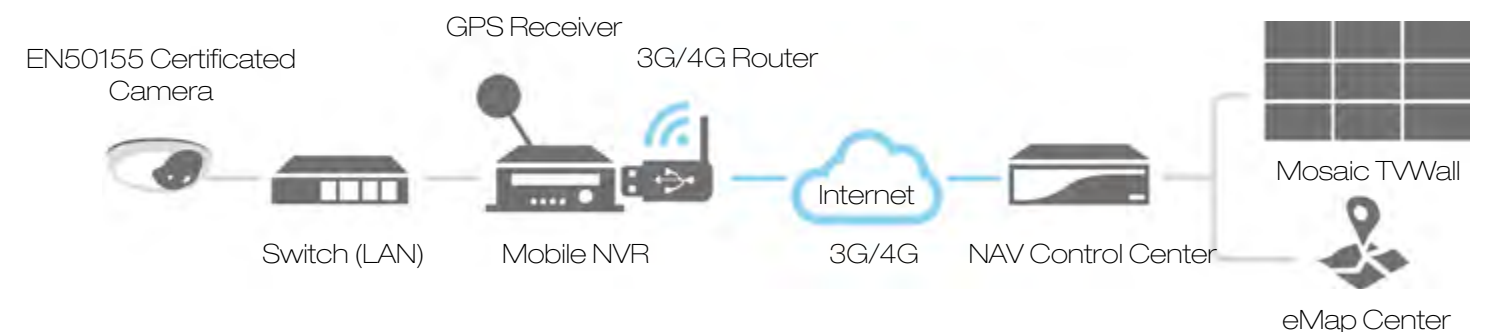 GPS Receiver
EN50155 Certificated
Camera
3G/4G Router
Mosaic TVWall
Internet
Switch (LAN)
Mobile NVR
3G/4G
NAV Control Center
eMap Center